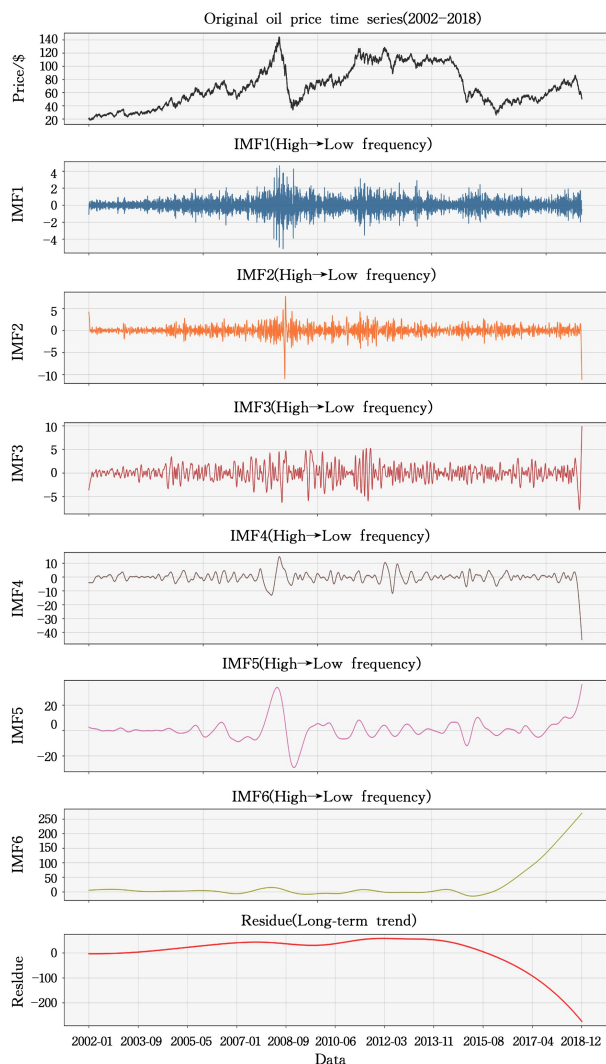 Original oil price time series(2002-2018)
Price/$
140
120
100
80
60
40
20
IMF1(High→Low frequency)
IMF1
4
2
0
-2
-4
IMF2(High→Low frequency)
IMF2
5
0
-5
-10
IMF3(High→Low frequency)
IMF3
10
5
0
-5
IMF4(High→Low frequency)
IMF4
10
0
-10
-20
-30
-40
IMF5(High→Low frequency)
IMF5
20
0
-20
IMF6(High→Low frequency)
IMF6
250
200
150
100
50
0
Residue(Long-term trend)
Resldue
0
-100
-200
2002-01 2003-09 2005-05 2007-01 2008-09 2010-06 2012-03 2013-11 2015-08 2017-04 2018-12
Data